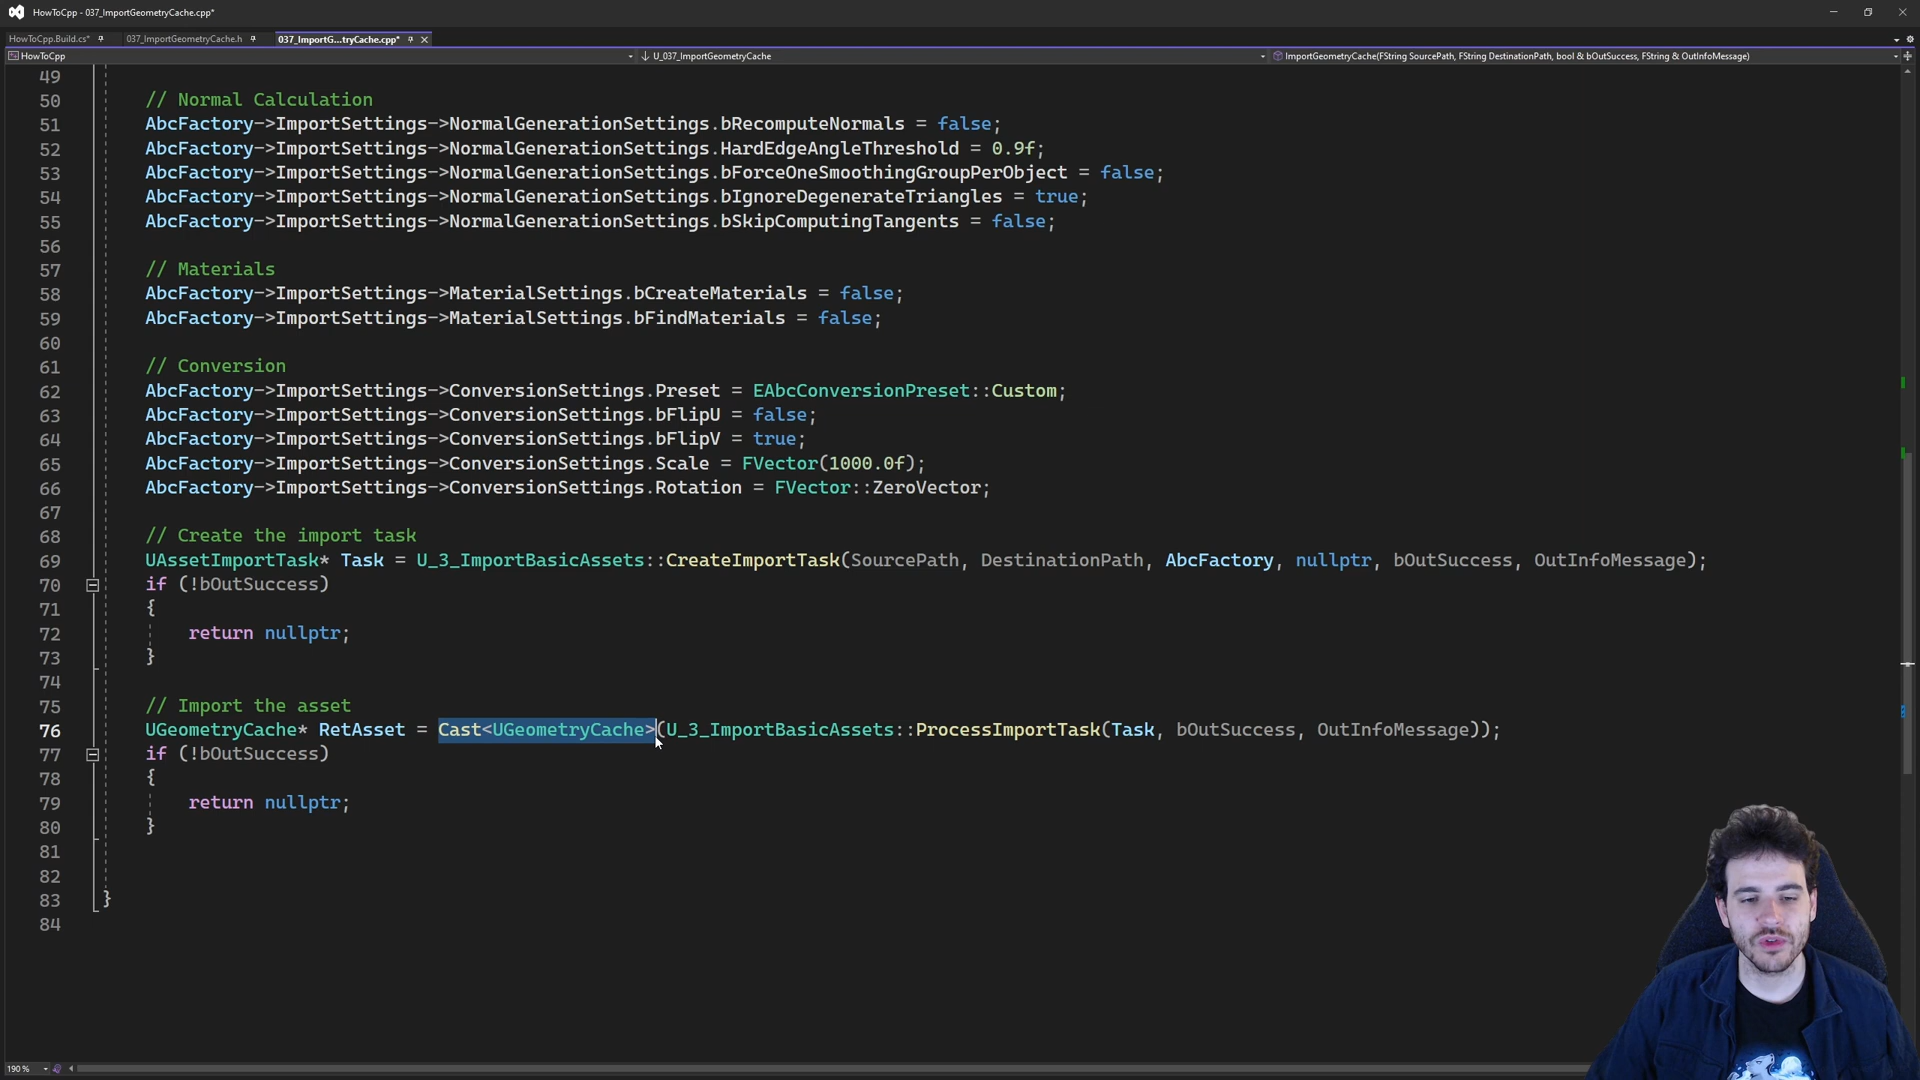 HowToCpp - 037_ImportGeometryCache.cpp*
HowToCpp.Build.cs* 037_ImportGeometryCache.h 037_ImportG...tryCache.cpp*
HowToCpp U_037_ImportGeometryCache ImportGeometryCache(FString SourcePath, FString DestinationPath, bool & bOutSuccess, FString & OutInfoMessage)
49
50 // Normal Calculation
51 AbcFactory->ImportSettings->NormalGenerationSettings.bRecomputeNormals = false;
52 AbcFactory->ImportSettings->NormalGenerationSettings.HardEdgeAngleThreshold = 0.9f;
53 AbcFactory->ImportSettings->NormalGenerationSettings.bForceOneSmoothingGroupPerObject = false;
54 AbcFactory->ImportSettings->NormalGenerationSettings.bIgnoreDegenerateTriangles = true;
55 AbcFactory->ImportSettings->NormalGenerationSettings.bSkipComputingTangents = false;
56
57 // Materials
58 AbcFactory->ImportSettings->MaterialSettings.bCreateMaterials = false;
59 AbcFactory->ImportSettings->MaterialSettings.bFindMaterials = false;
60
61 // Conversion
62 AbcFactory->ImportSettings->ConversionSettings.Preset = EAbcConversionPreset::Custom;
63 AbcFactory->ImportSettings->ConversionSettings.bFlipU = false;
64 AbcFactory->ImportSettings->ConversionSettings.bFlipV = true;
65 AbcFactory->ImportSettings->ConversionSettings.Scale = FVector(1000.0f);
66 AbcFactory->ImportSettings->ConversionSettings.Rotation = FVector::ZeroVector;
67
68 // Create the import task
69 UAssetImportTask* Task = U_3_ImportBasicAssets::CreateImportTask(SourcePath, DestinationPath, AbcFactory, nullptr, bOutSuccess, OutInfoMessage);
70 if (!bOutSuccess)
71 {
72 return nullptr;
73 }
74
75 // Import the asset
76 UGeometryCache* RetAsset = Cast<UGeometryCache>(U_3_ImportBasicAssets::ProcessImportTask(Task, bOutSuccess, OutInfoMessage));
77 if (!bOutSuccess)
78 {
79 return nullptr;
80 }
81
82
83 }
84
190 %